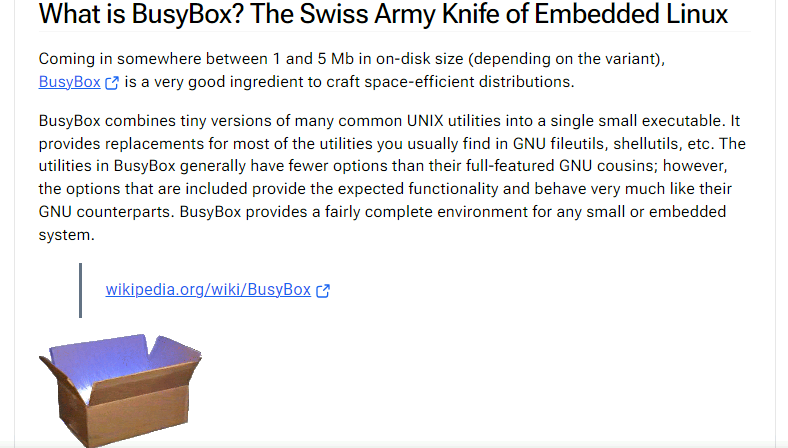 What is BusyBox? The Swiss Army Knife of Embedded Linux
Coming in somewhere between 1 and 5 Mb in on-disk size (depending on the variant),
BusyBox is a very good ingredient to craft space-efficient distributions.
BusyBox combines tiny versions of many common UNIX utilities into a single small executable. It
provides replacements for most of the utilities you usually find in GNU fileutils, shellutils, etc. The
utilities in BusyBox generally have fewer options than their full-featured GNU cousins; however,
the options that are included provide the expected functionality and behave very much like their
GNU counterparts. BusyBox provides a fairly complete environment for any small or embedded
system.
wikipedia.org/wiki/BusyBox